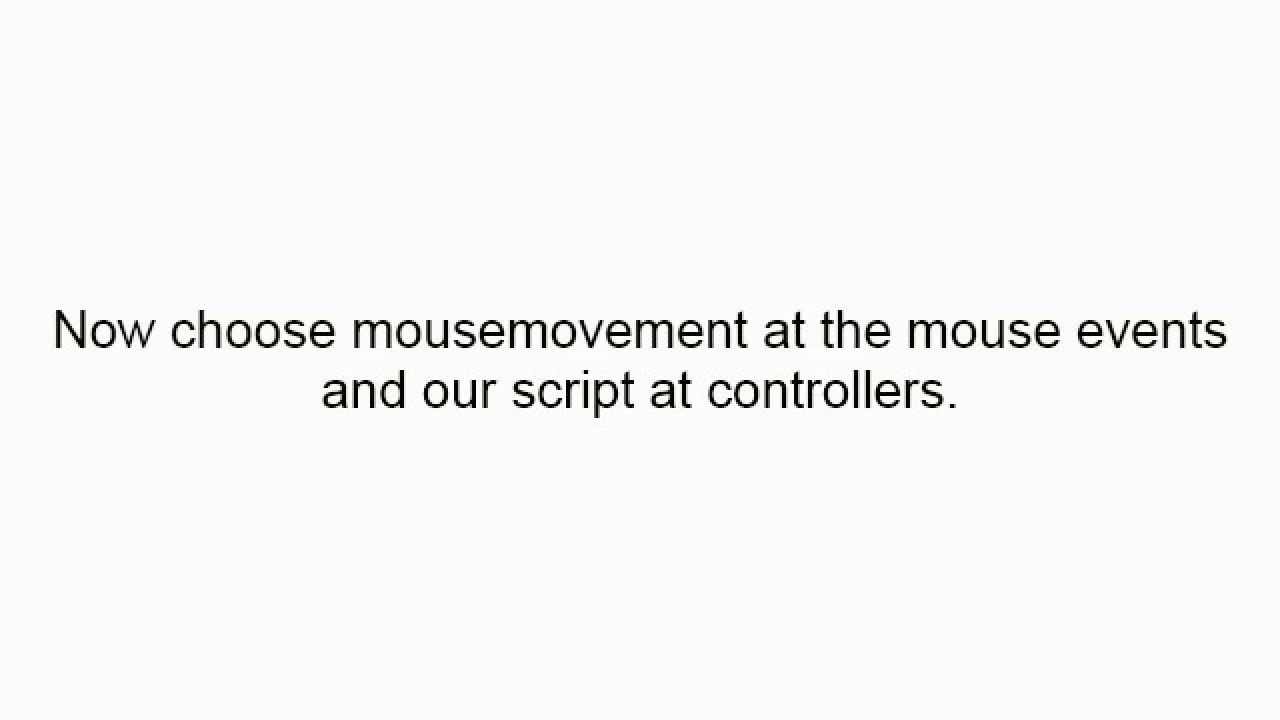 Now choose mousemovement at the mouse events
and our script at controllers.